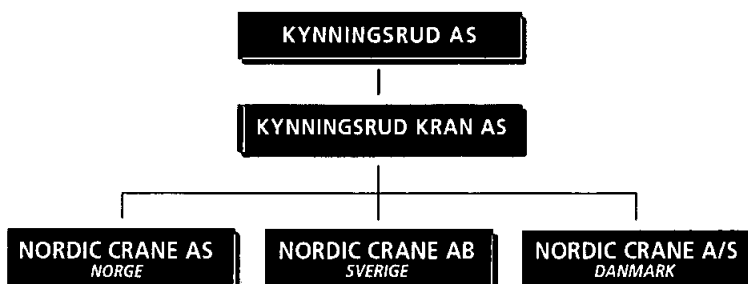 KYNNINGSRUD AS
KYNNINGSRUD KRAN AS
NORDIC CRANE AS
NORGE
NORDIC CRANE AB
SVERIGE
NORDIC CRANE A/S
DANMARK